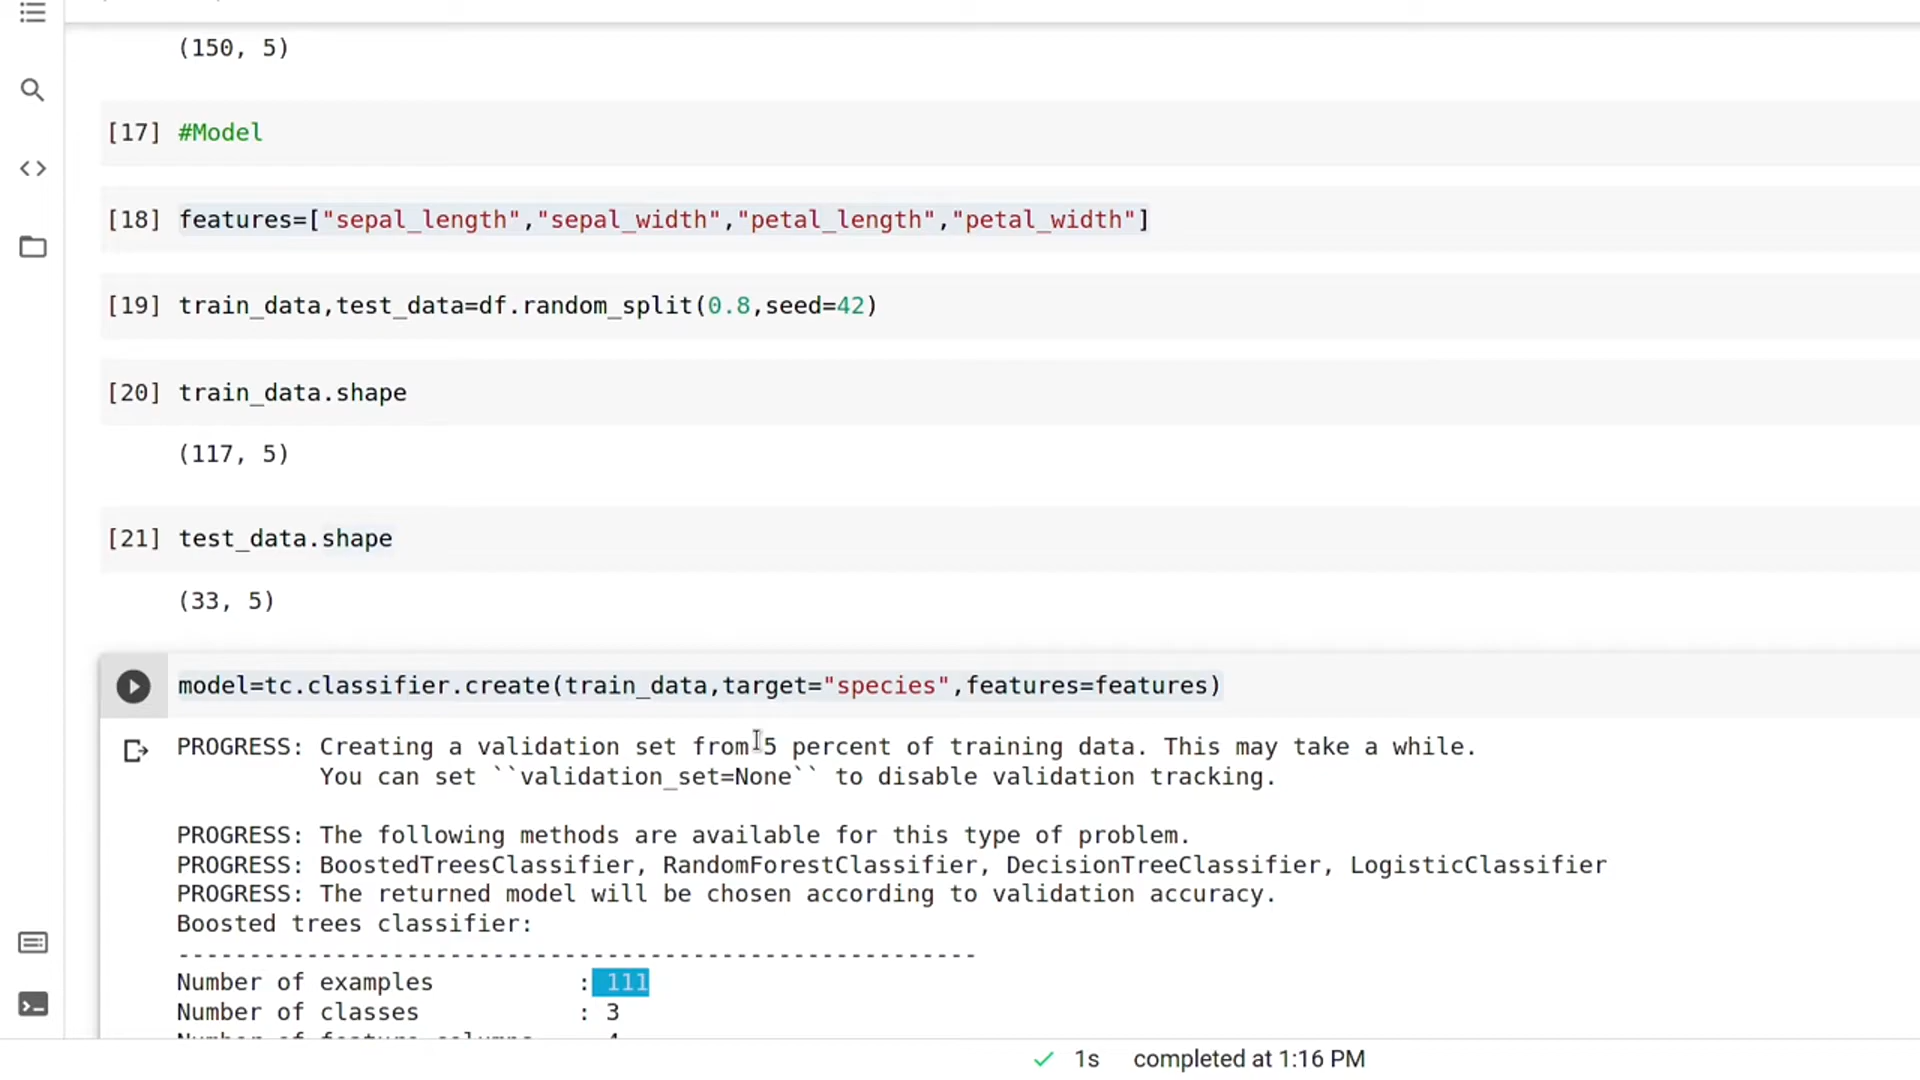 (150, 5)
[17] #Model
[18] features=["sepal_length","sepal_width","petal_length","petal_width"]
[19] train_data,test_data=df.random_split(0.8,seed=42)
[20] train_data.shape
(117, 5)
[21] test_data.shape
(33, 5)
model=tc.classifier.create(train_data,target="species",features=features)
PROGRESS: Creating a validation set from 5 percent of training data. This may take a while.
You can set ``validation_set=None`` to disable validation tracking.
PROGRESS: The following methods are available for this type of problem.
PROGRESS: BoostedTreesClassifier, RandomForestClassifier, DecisionTreeClassifier, LogisticClassifier
PROGRESS: The returned model will be chosen according to validation accuracy.
Boosted trees classifier:
--------------------------------------------------------
Number of examples : 111
Number of classes : 3
Number of feature columns : 4
1s completed at 1:16 PM